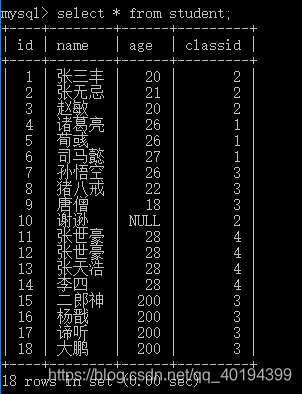 mysql> select * from student;
| id | name | age | classid |
| 1 | 张三丰 | 20 | 2 |
| 2 | 张无忌 | 21 | 2 |
| 3 | 赵敏 | 20 | 2 |
| 4 | 诸葛亮 | 26 | 1 |
| 5 | 荀彧 | 26 | 1 |
| 6 | 司马懿 | 27 | 1 |
| 7 | 孙悟空 | 26 | 3 |
| 8 | 猪八戒 | 22 | 3 |
| 9 | 唐僧 | 18 | 3 |
| 10 | 谢逊 | NULL | 2 |
| 11 | 张世豪 | 28 | 4 |
| 12 | 张世豪 | 28 | 4 |
| 13 | 张天浩 | 28 | 4 |
| 14 | 李四 | 28 | 4 |
| 15 | 二郎神 | 200 | 3 |
| 16 | 杨戬 | 200 | 3 |
| 17 | 谛听 | 200 | 3 |
| 18 | 大鹏 | 200 | 3 |
18 rows in set (0.00 sec)
https://blog.csdn.net/qq_40194399